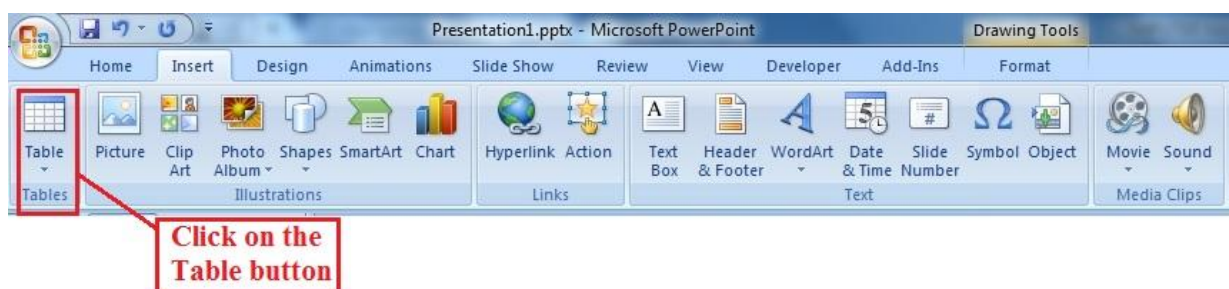 Presentation1.pptx - Microsoft PowerPoint
Drawing Tools
Home Insert Design Animations Slide Show Review View Developer Add-Ins Format
Table Picture Clip Art Photo Album Shapes SmartArt Chart Hyperlink Action Text Box Header & Footer WordArt Date & Time Slide Number Symbol Object Movie Sound
Tables Illustrations Links Text Media Clips
Click on the
Table button